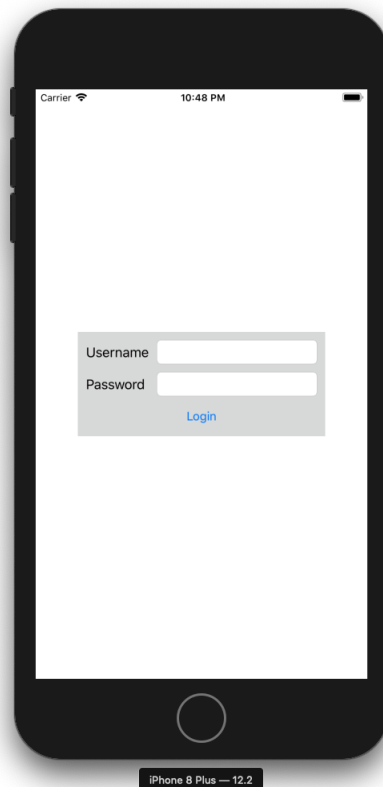 Carrier 10:48 PM
Username
Password
Login
iPhone 8 Plus — 12.2